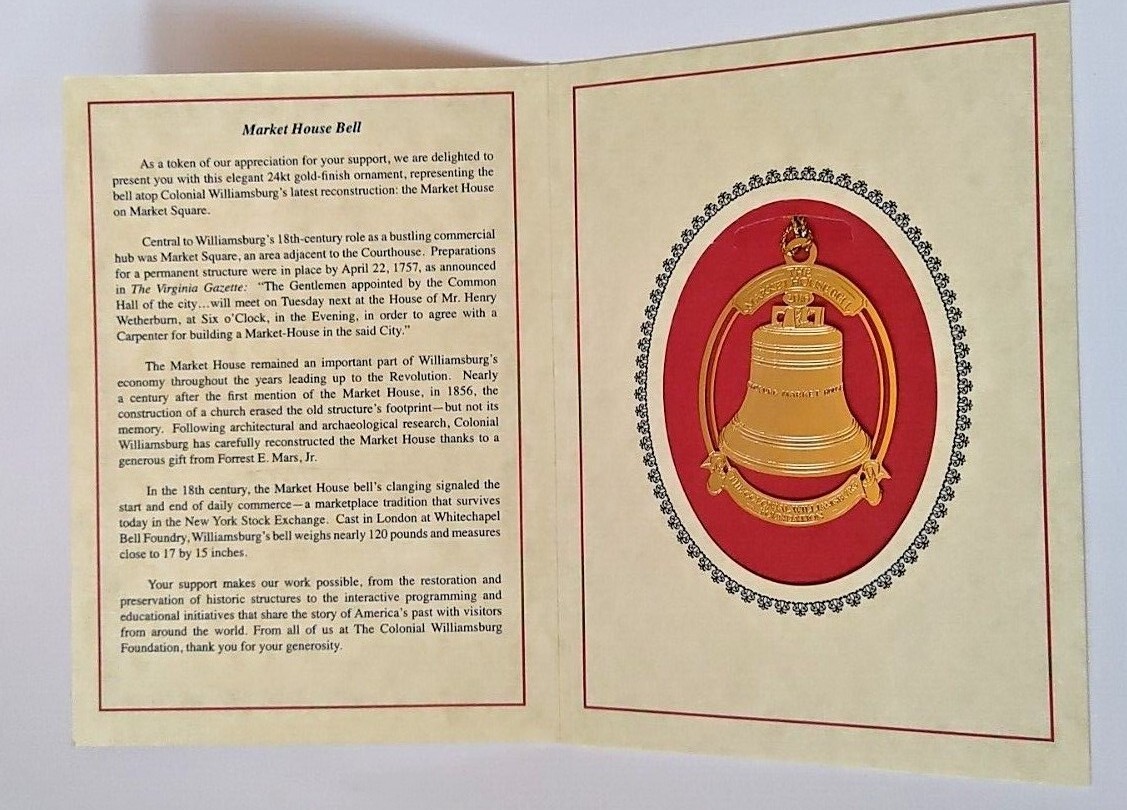 Market House Bell
As a token of our appreciation for your support, we are delighted to
present you with this elegant 24kt gold-finish ornament, representing the
bell atop Colonial Williamsburg's latest reconstruction: the Market House
on Market Square.
Central to Williamsburg's 18th-century role as a bustling commercial
hub was Market Square, an area adjacent to the Courthouse. Preparations
for a permanent structure were in place by April 22, 1757, as announced
in The Virginia Gazette: "The Gentlemen appointed by the Common
Hall of the city…will meet on Tuesday next at the House of Mr. Henry
Wetherburn, at Six o'Clock, in the Evening, in order to agree with a
Carpenter for building a Market-House in the said City."
The Market House remained an important part of Williamsburg's
economy throughout the years leading up to the Revolution. Nearly
a century after the first mention of the Market House, in 1856, the
construction of a church erased the old structure's footprint—but not its
memory. Following architectural and archaeological research, Colonial
Williamsburg has carefully reconstructed the Market House thanks to a
generous gift from Forrest E. Mars, Jr.
In the 18th century, the Market House bell's clanging signaled the
start and end of daily commerce—a marketplace tradition that survives
today in the New York Stock Exchange. Cast in London at Whitechapel
Bell Foundry, Williamsburg's bell weighs nearly 120 pounds and measures
close to 17 by 15 inches.
Your support makes our work possible, from the restoration and
preservation of historic structures to the interactive programming and
educational initiatives that share the story of America's past with visitors
from around the world. From all of us at The Colonial Williamsburg
Foundation, thank you for your generosity.
THE
MARKET HOUSE BELL
MARKET
THE COLONIAL WILLIAMSBURG
FOUNDATION